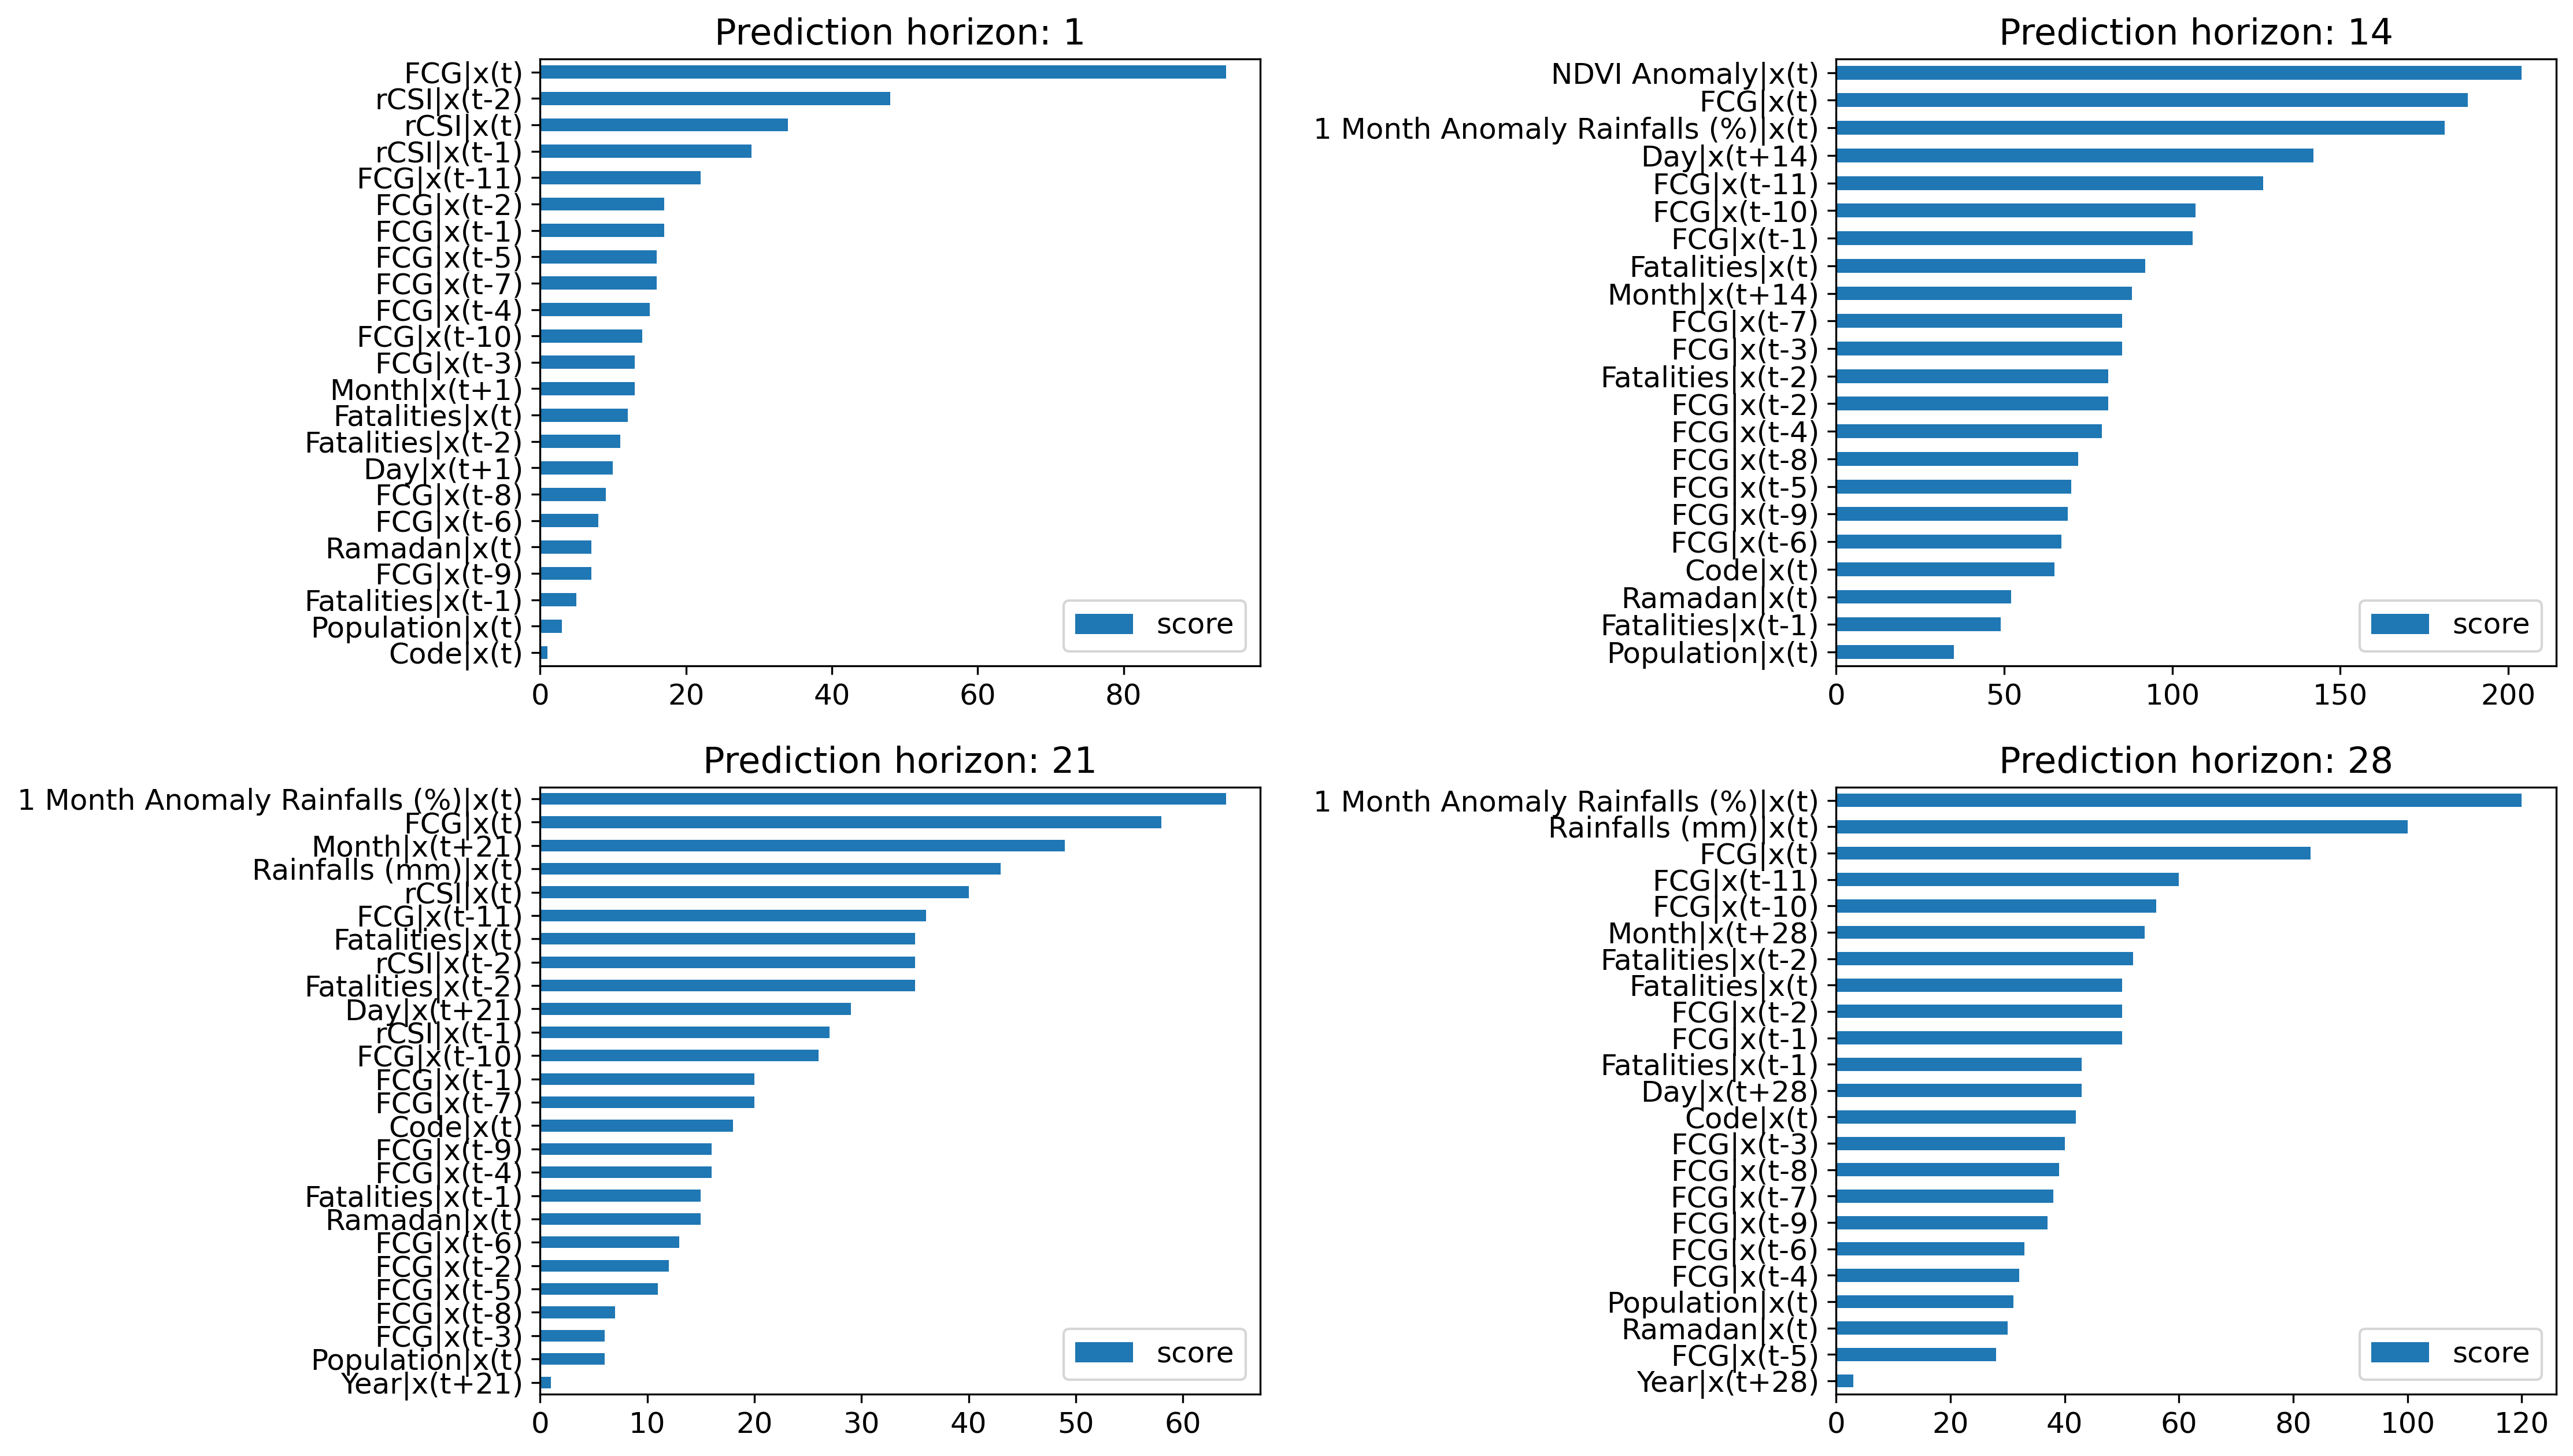 Prediction horizon: 1
FCG|x(t)
rCSI|x(t-2)
rCSI|x(t)
rCSI|x(t-1)
FCG|x(t-11)
FCG|x(t-2)
FCG|x(t-1)
FCG|x(t-5)
FCG|x(t-7)
FCG|x(t-4)
FCG|x(t-10)
FCG|x(t-3)
Month|x(t+1)
Fatalities|x(t)
Fatalities|x(t-2)
Day|x(t+1)
FCG|x(t-8)
FCG|x(t-6)
Ramadan|x(t)
FCG|x(t-9)
Fatalities|x(t-1)
Population|x(t)
Code|x(t)
score
0 20 40 60 80
Prediction horizon: 14
NDVI Anomaly|x(t)
FCG|x(t)
1 Month Anomaly Rainfalls (%)|x(t)
Day|x(t+14)
FCG|x(t-11)
FCG|x(t-10)
FCG|x(t-1)
Fatalities|x(t)
Month|x(t+14)
FCG|x(t-7)
FCG|x(t-3)
Fatalities|x(t-2)
FCG|x(t-2)
FCG|x(t-4)
FCG|x(t-8)
FCG|x(t-5)
FCG|x(t-9)
FCG|x(t-6)
Code|x(t)
Ramadan|x(t)
Fatalities|x(t-1)
Population|x(t)
score
0 50 100 150 200
Prediction horizon: 21
1 Month Anomaly Rainfalls (%)|x(t)
FCG|x(t)
Month|x(t+21)
Rainfalls (mm)|x(t)
rCSI|x(t)
FCG|x(t-11)
Fatalities|x(t)
rCSI|x(t-2)
Fatalities|x(t-2)
Day|x(t+21)
rCSI|x(t-1)
FCG|x(t-10)
FCG|x(t-1)
FCG|x(t-7)
Code|x(t)
FCG|x(t-9)
FCG|x(t-4)
Fatalities|x(t-1)
Ramadan|x(t)
FCG|x(t-6)
FCG|x(t-2)
FCG|x(t-5)
FCG|x(t-8)
FCG|x(t-3)
Population|x(t)
Year|x(t+21)
score
0 10 20 30 40 50 60
Prediction horizon: 28
1 Month Anomaly Rainfalls (%)|x(t)
Rainfalls (mm)|x(t)
FCG|x(t)
FCG|x(t-11)
FCG|x(t-10)
Month|x(t+28)
Fatalities|x(t-2)
Fatalities|x(t)
FCG|x(t-2)
FCG|x(t-1)
Fatalities|x(t-1)
Day|x(t+28)
Code|x(t)
FCG|x(t-3)
FCG|x(t-8)
FCG|x(t-7)
FCG|x(t-9)
FCG|x(t-6)
FCG|x(t-4)
Population|x(t)
Ramadan|x(t)
FCG|x(t-5)
Year|x(t+28)
score
0 20 40 60 80 100 120